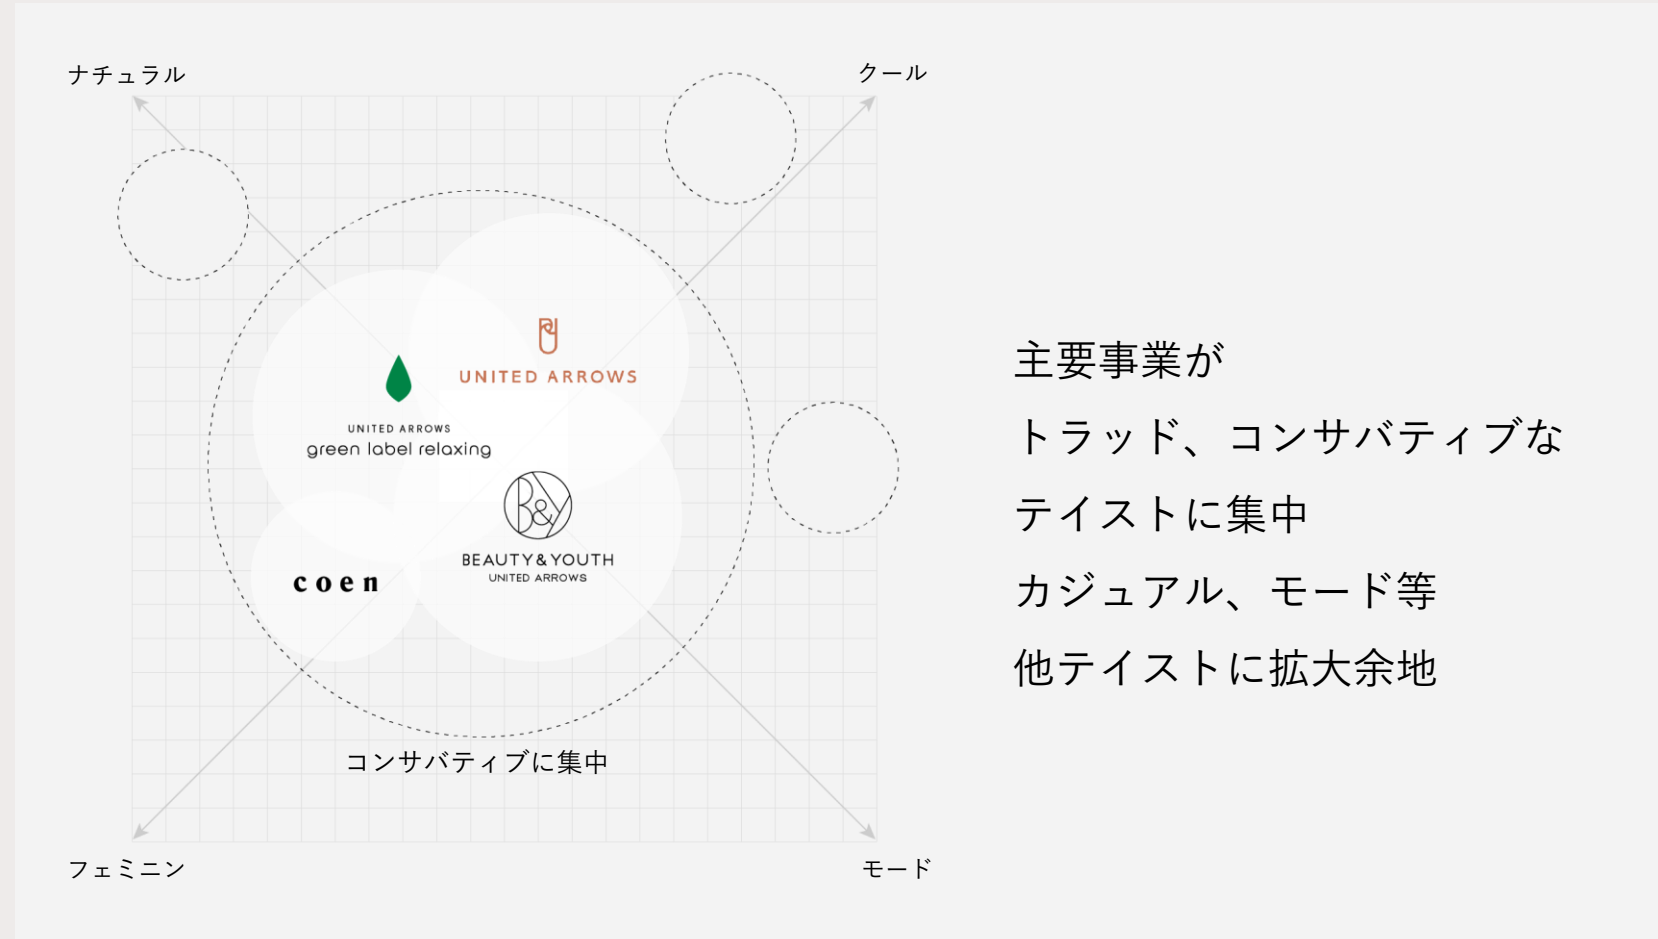 ナチュラル
クール
UNITED ARROWS
UNITED ARROWS
green label relaxing
B&Y
BEAUTY&YOUTH
UNITED ARROWS
coen
コンサバティブに集中
フェミニン
モード
主要事業が
トラッド、コンサバティブな
テイストに集中
カジュアル、モード等
他テイストに拡大余地